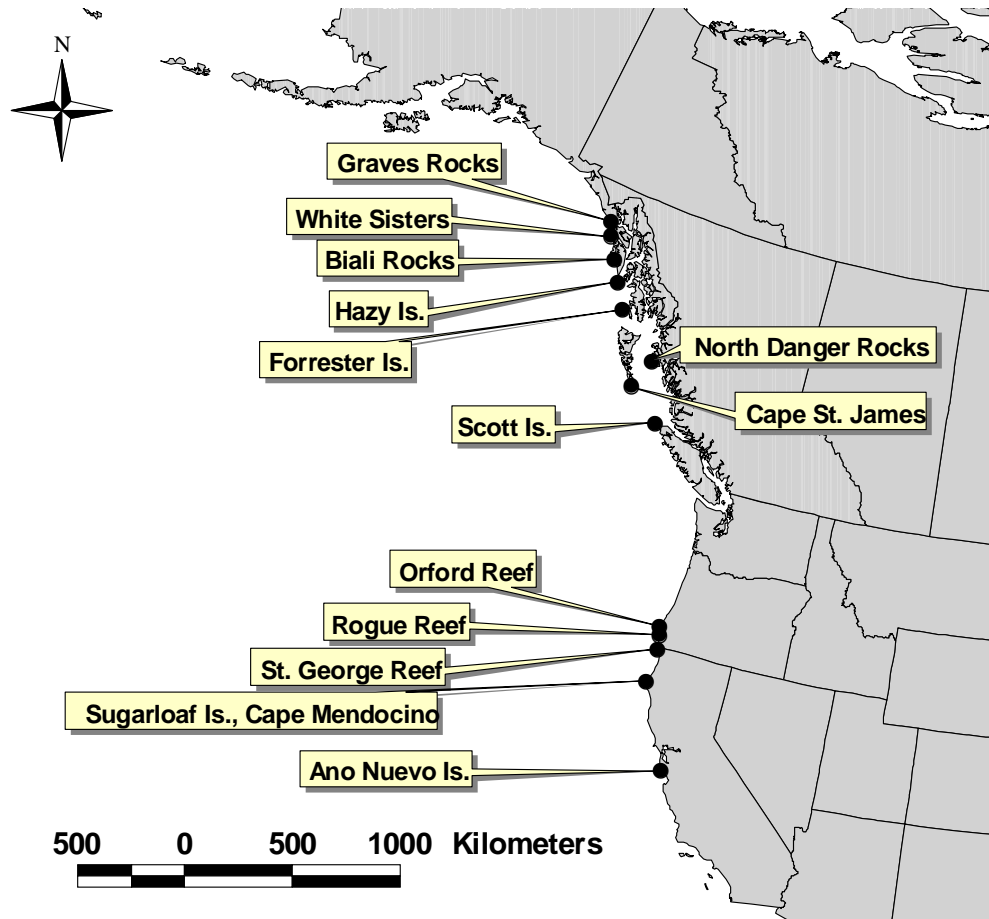 N
Graves Rocks
White Sisters
Biali Rocks
Hazy Is.
Forrester Is.
North Danger Rocks
Cape St. James
Scott Is.
Orford Reef
Rogue Reef
St. George Reef
Sugarloaf Is., Cape Mendocino
Ano Nuevo Is.
500 0 500 1000 Kilometers